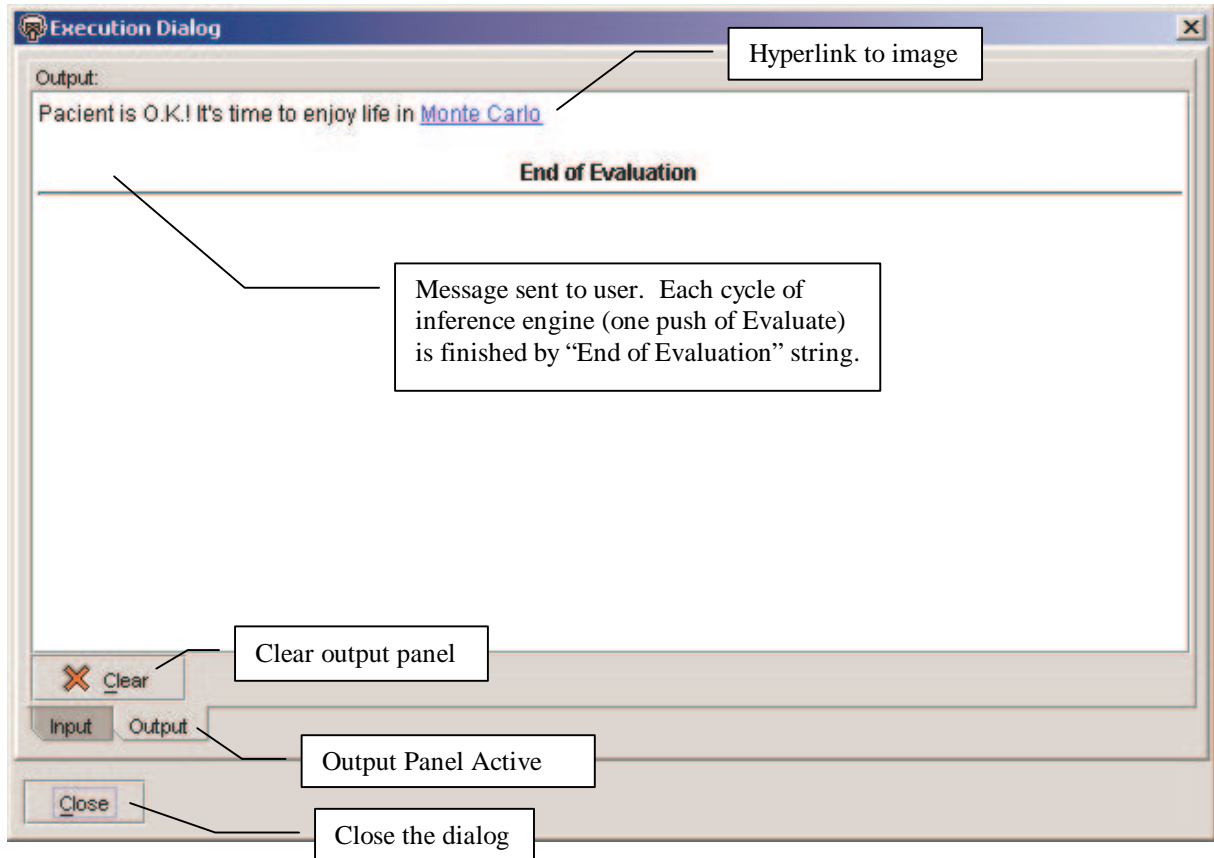 Execution Dialog
Hyperlink to image
Output:
Pacient is O.K.! It's time to enjoy life in Monte Carlo
End of Evaluation
Message sent to user. Each cycle of
inference engine (one push of Evaluate)
is finished by “End of Evaluation” string.
Clear output panel
Clear
Input Output
Output Panel Active
Close
Close the dialog